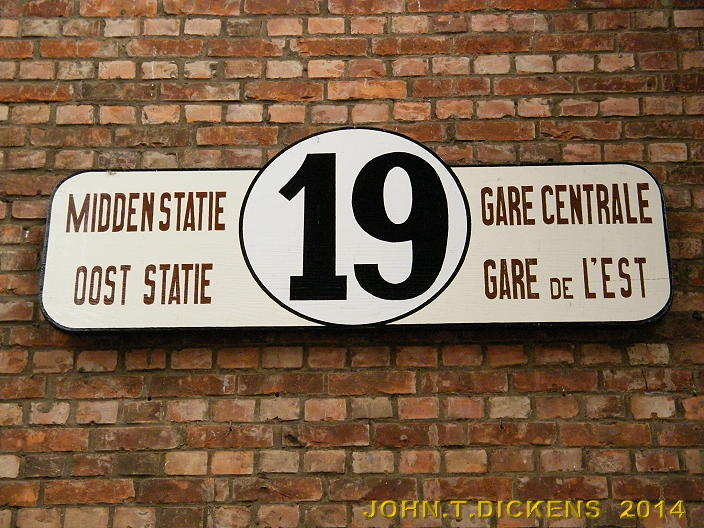 MIDDENSTATIE
OOST STATIE
19
GARE CENTRALE
GARE DE L'EST
JOHN.T.DICKENS 2014